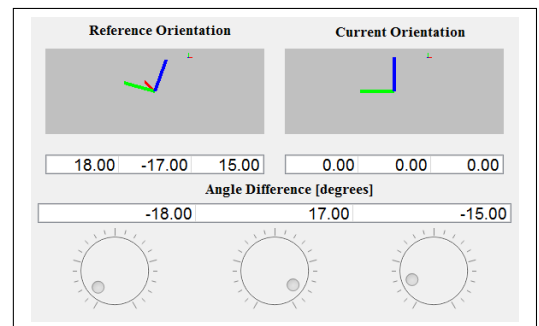 Reference Orientation Current Orientation
18.00 -17.00 15.00 0.00 0.00 0.00
Angle Difference [degrees]
-18.00 17.00 -15.00